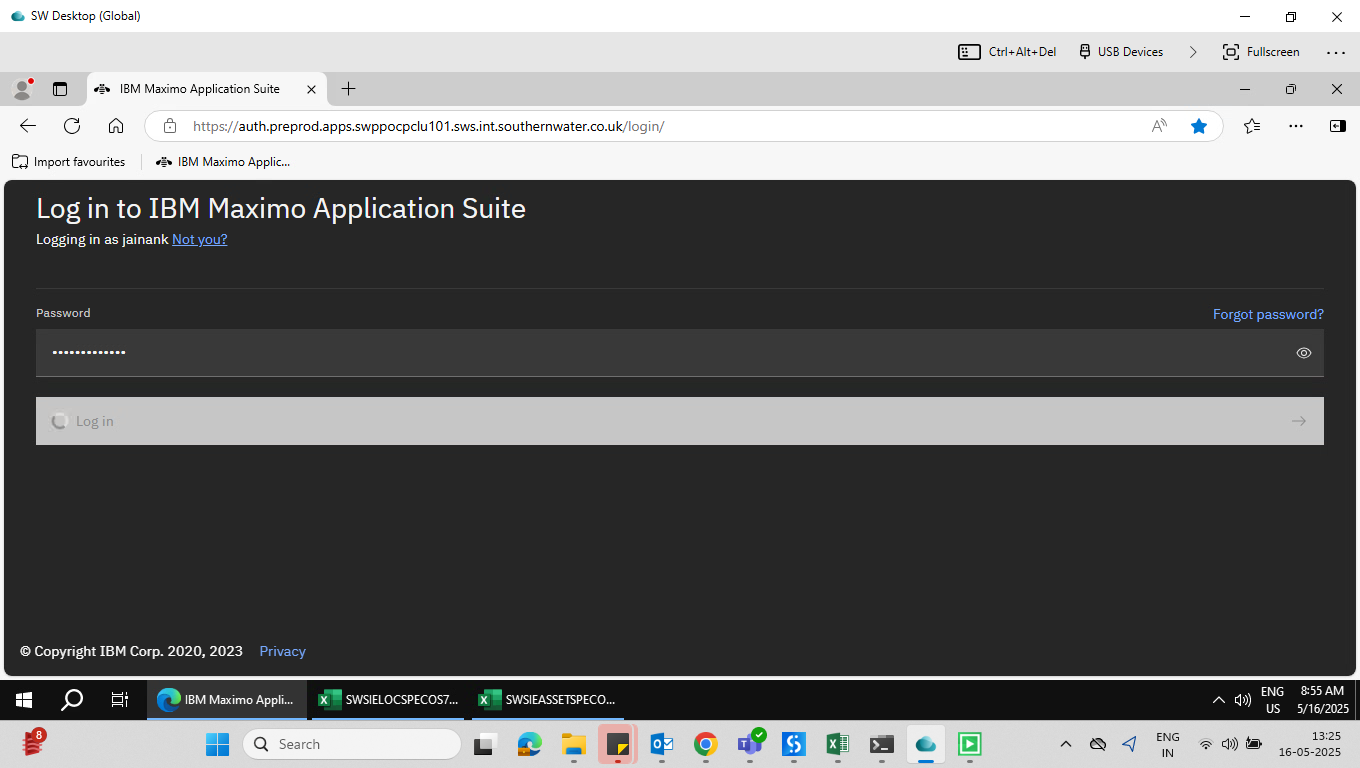 SW Desktop (Global)
Ctrl+Alt+Del
USB Devices
Fullscreen
IBM Maximo Application Suite
https://auth.preprod.apps.swppocpclu101.sws.int.southernwater.co.uk/login/
Import favourites
IBM Maximo Applic...
Log in to IBM Maximo Application Suite
Logging in as jainank Not you?
Password
Forgot password?
•••••••••••••
Log in
© Copyright IBM Corp. 2020, 2023
Privacy
IBM Maximo Appli...
SWSIELOCSPECOS7...
SWSIEASSETSPECO...
ENG
US
8:55 AM
5/16/2025
8
Search
ENG
IN
13:25
16-05-2025